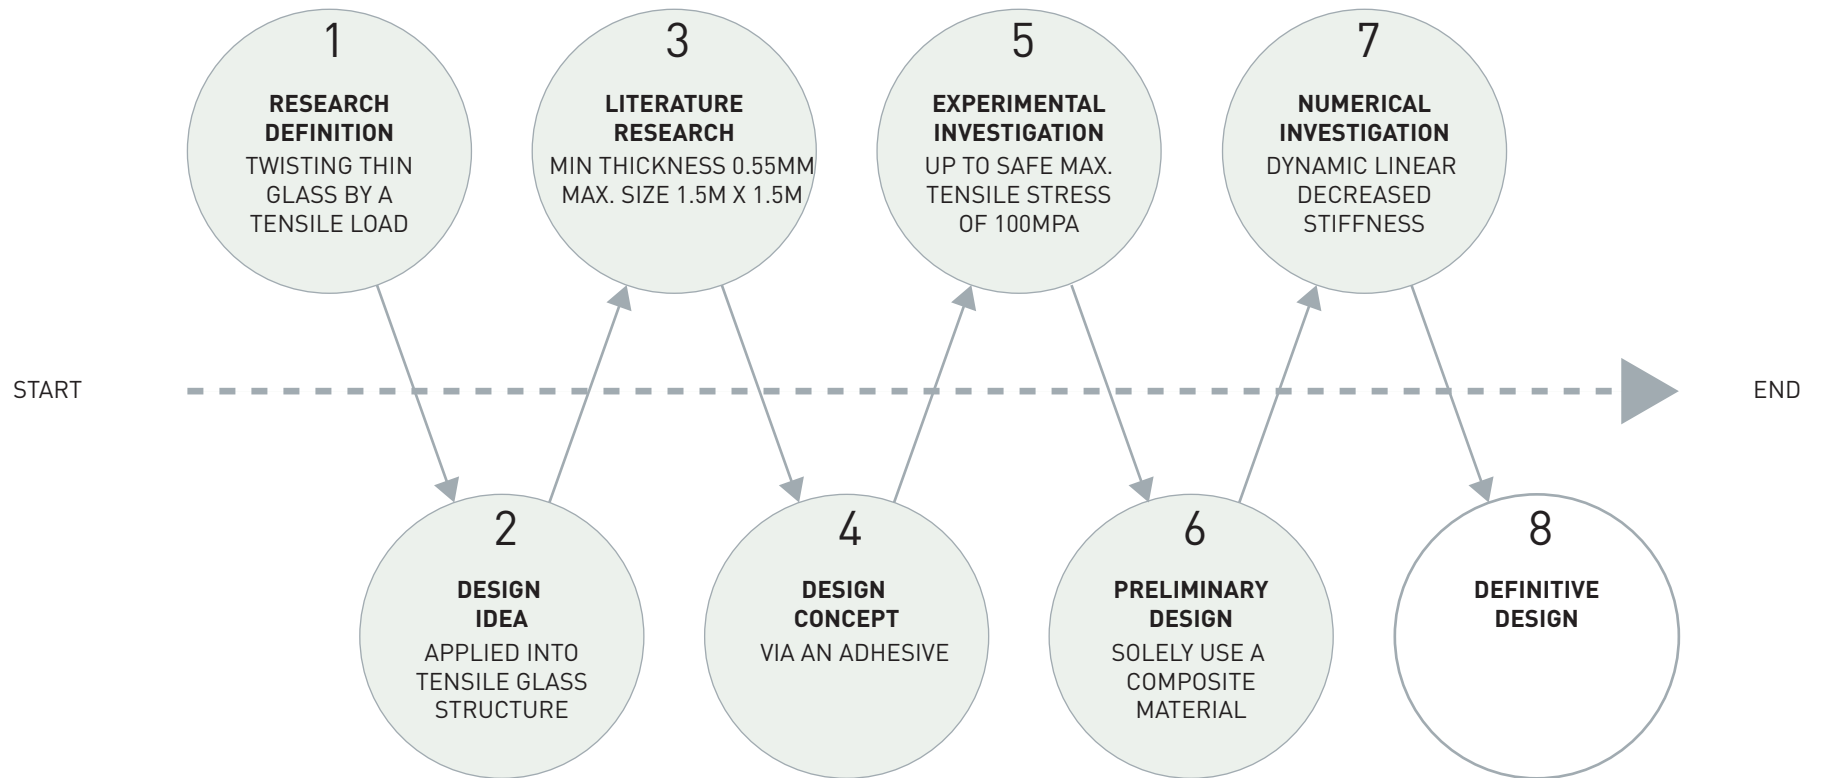 1
RESEARCH
DEFINITION
TWISTING THIN
GLASS BY A
TENSILE LOAD
3
LITERATURE
RESEARCH
MIN THICKNESS 0.55MM
MAX. SIZE 1.5M X 1.5M
5
EXPERIMENTAL
INVESTIGATION
UP TO SAFE MAX.
TENSILE STRESS
OF 100MPA
7
NUMERICAL
INVESTIGATION
DYNAMIC LINEAR
DECREASED
STIFFNESS
START
END
2
DESIGN
IDEA
APPLIED INTO
TENSILE GLASS
STRUCTURE
4
DESIGN
CONCEPT
VIA AN ADHESIVE
6
PRELIMINARY
DESIGN
SOLELY USE A
COMPOSITE
MATERIAL
8
DEFINITIVE
DESIGN